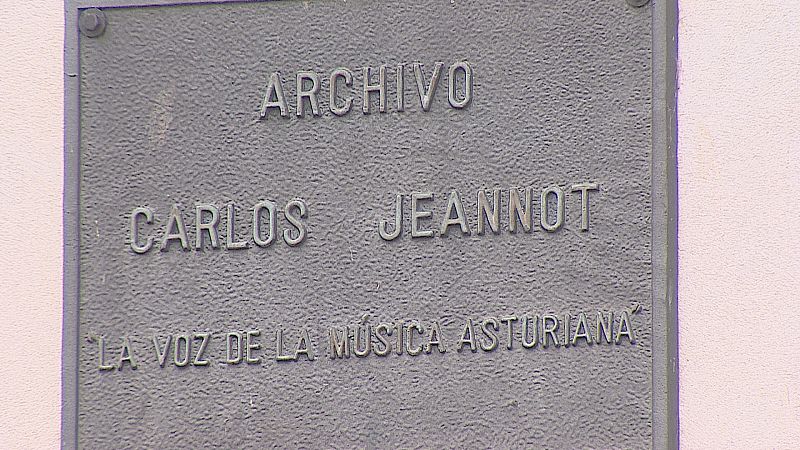 ARCHIVO
CARLOS JEANNOT
"LA VOZ DE LA MÚSICA ASTURIANA"